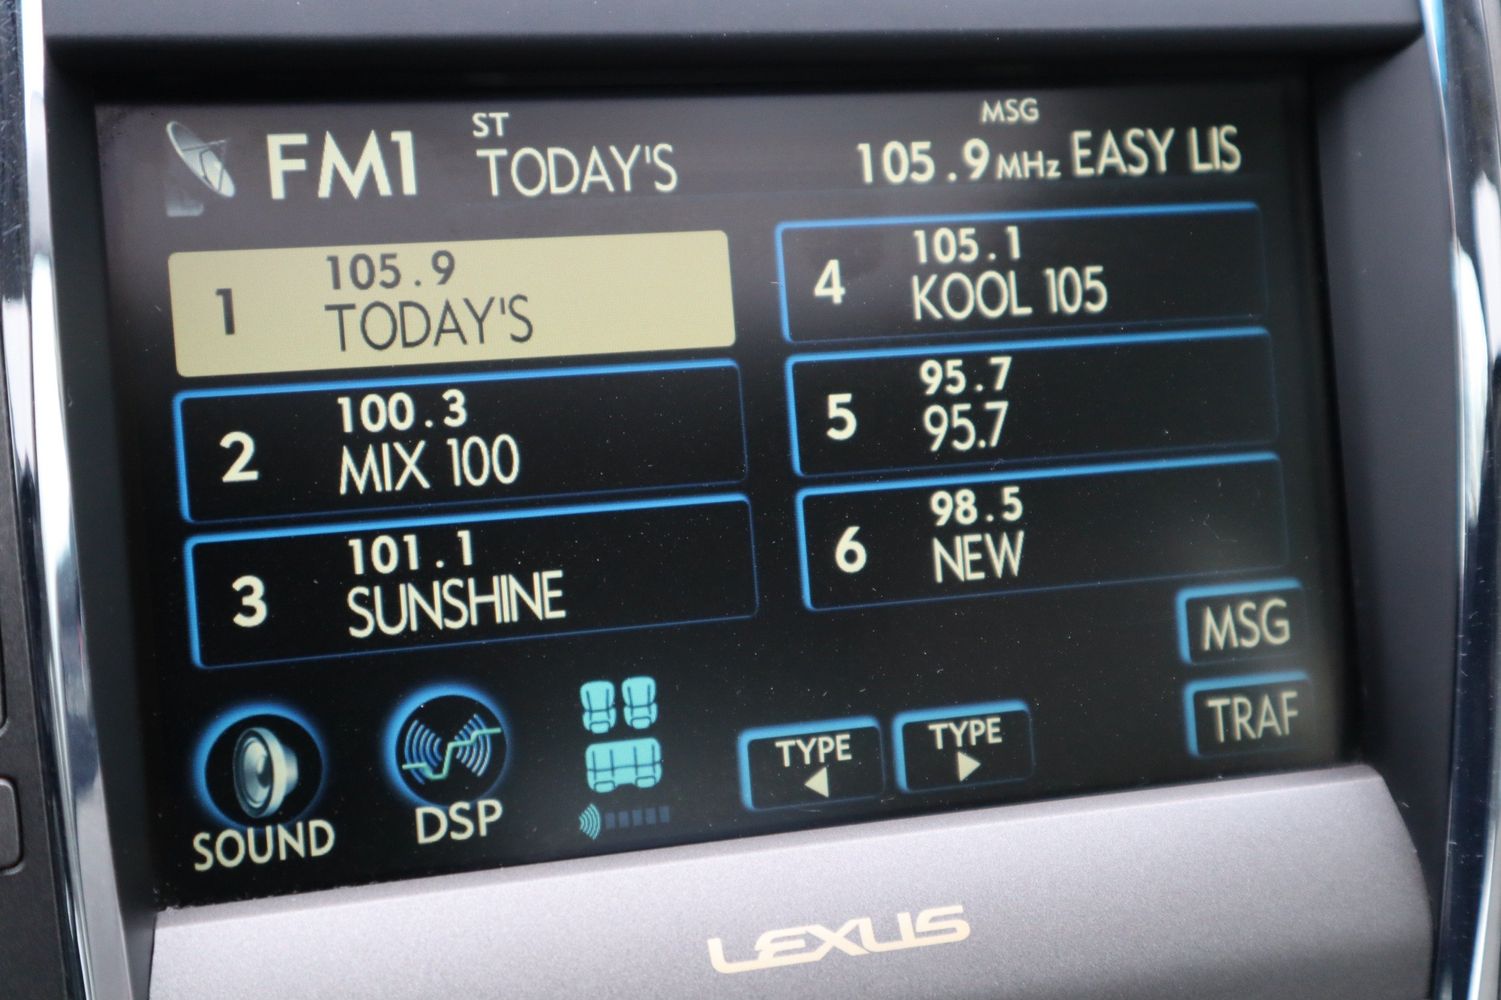 FM1 ST TODAY'S 105.9 MHz MSG EASY LIS
1 105.9
TODAY'S
2 100.3
MIX 100
3 101.1
SUNSHINE
4 105.1
KOOL 105
5 95.7
95.7
6 98.5
NEW
MSG
TRAF
SOUND
DSP
TYPE
TYPE
LEXUS